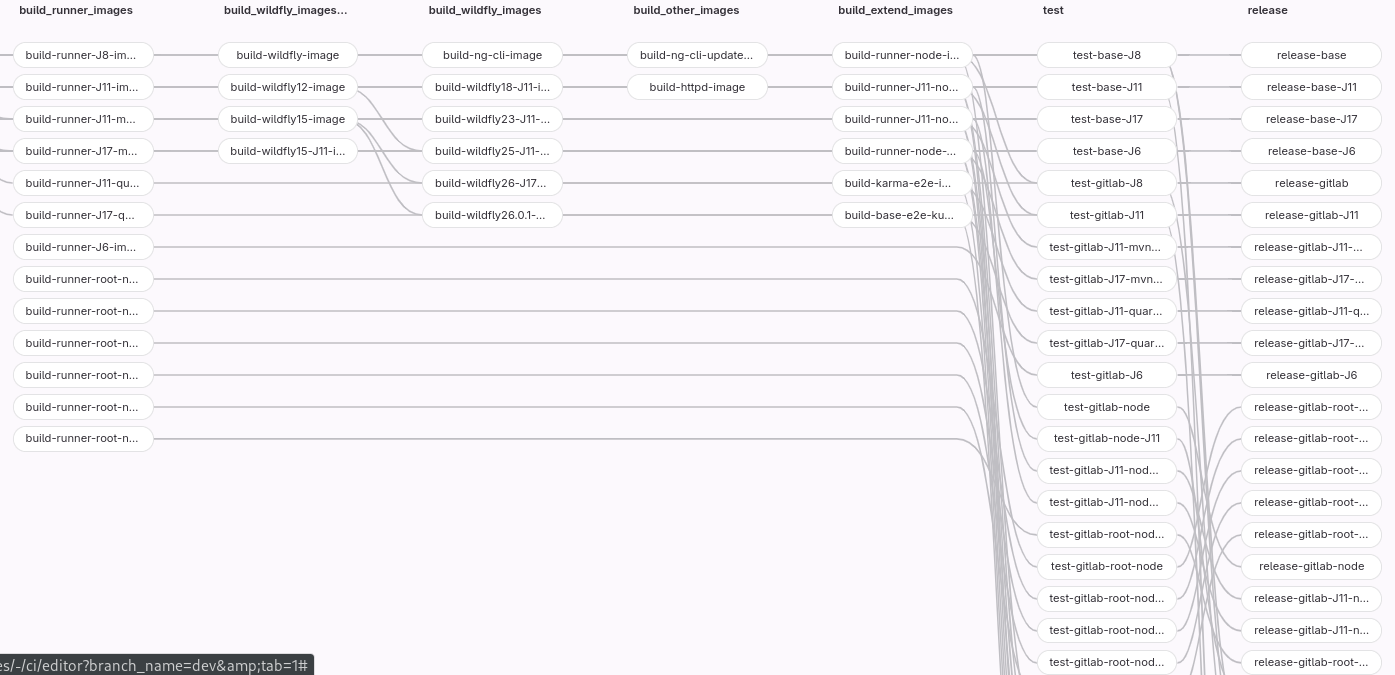 build_runner_images
build_wildfly_images...
build_wildfly_images
build_other_images
build_extend_images
test
release
build-runner-J8-im...
build-wildfly-image
build-ng-cli-image
build-ng-cli-update...
build-runner-node-i...
test-base-J8
release-base
build-runner-J11-im...
build-wildfly12-image
build-wildfly18-J11-i...
build-httpd-image
build-runner-J11-no...
test-base-J11
release-base-J11
build-runner-J11-m...
build-wildfly15-image
build-wildfly23-J11-...
build-runner-J11-no...
test-base-J17
release-base-J17
build-runner-J17-m...
build-wildfly15-J11-i...
build-wildfly25-J11-...
build-runner-node-...
test-base-J6
release-base-J6
build-runner-J11-qu...
build-wildfly26-J17...
build-karma-e2e-i...
test-gitlab-J8
release-gitlab
build-runner-J17-q...
build-wildfly26.0.1-...
build-base-e2e-ku...
test-gitlab-J11
release-gitlab-J11
build-runner-J6-im...
test-gitlab-J11-mvn...
release-gitlab-J11-...
build-runner-root-n...
test-gitlab-J17-mvn...
release-gitlab-J17-...
build-runner-root-n...
test-gitlab-J11-quar...
release-gitlab-J11-q...
build-runner-root-n...
test-gitlab-J17-quar...
release-gitlab-J17-...
build-runner-root-n...
test-gitlab-J6
release-gitlab-J6
build-runner-root-n...
test-gitlab-node
release-gitlab-root-...
build-runner-root-n...
test-gitlab-node-J11
release-gitlab-root-...
test-gitlab-J11-nod...
release-gitlab-root-...
test-gitlab-J11-nod...
release-gitlab-root-...
test-gitlab-root-nod...
release-gitlab-root-...
test-gitlab-root-node
release-gitlab-node
test-gitlab-root-nod...
release-gitlab-J11-n...
test-gitlab-root-nod...
release-gitlab-J11-n...
test-gitlab-root-nod...
release-gitlab-root-...
es/-/ci/editor?branch_name=dev&amp;tab=1#